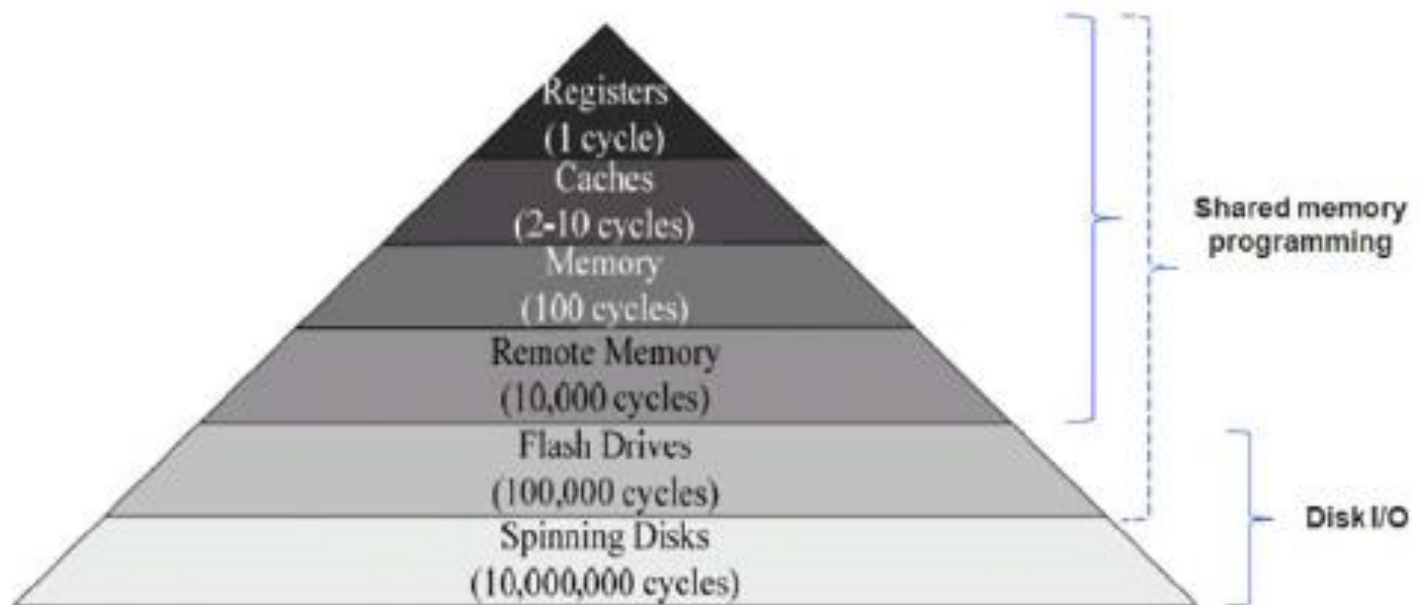 Registers
(1 cycle)
Caches
(2-10 cycles)
Memory
(100 cycles)
Remote Memory
(10,000 cycles)
Flash Drives
(100,000 cycles)
Spinning Disks
(10,000,000 cycles)
Shared memory
programming
Disk I/O